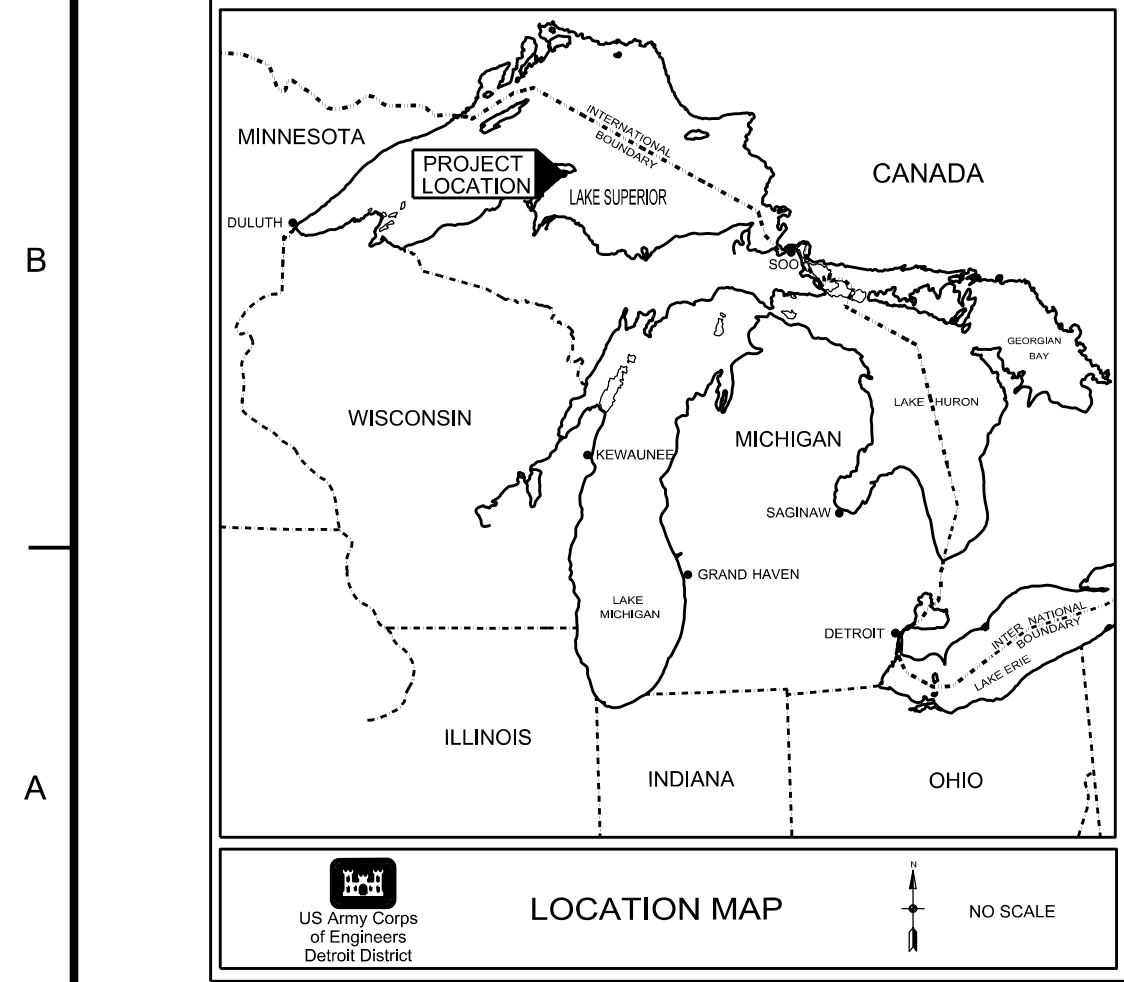 B
A
MINNESOTA
INTERNATIONAL
BOUNDARY
CANADA
PROJECT
LOCATION
LAKE SUPERIOR
DULUTH
SOO
GEORGIAN
BAY
LAKE HURON
WISCONSIN
MICHIGAN
KEWAUNEE
SAGINAW
GRAND HAVEN
LAKE
MICHIGAN
DETROIT
INTER NATIONAL
BOUNDARY
LAKE ERIE
ILLINOIS
INDIANA
OHIO
US Army Corps
of Engineers
Detroit District
LOCATION MAP
N
NO SCALE